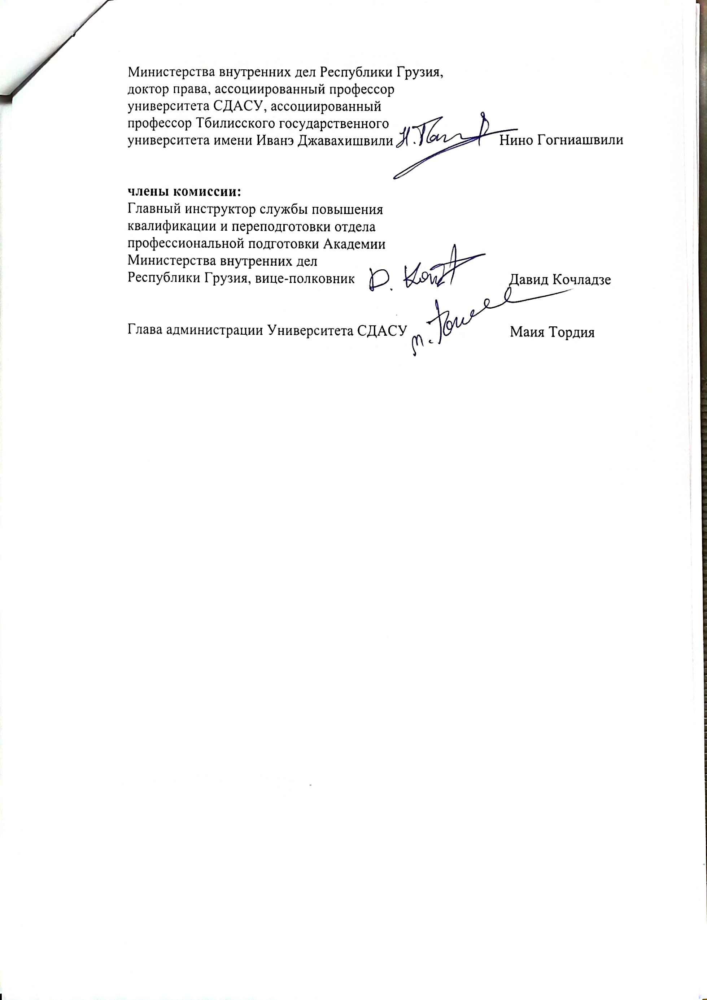 Министерства внутренних дел Республики Грузия,
доктор права, ассоциированный профессор
университета СДАСУ, ассоциированный
профессор Тбилисского государственного
университета имени Иванэ Джавахишвили Нино Гогниашвили
члены комиссии:
Главный инструктор службы повышения
квалификации и переподготовки отдела
профессиональной подготовки Академии
Министерства внутренних дел
Республики Грузия, вице-полковник Давид Кочладзе
Глава администрации Университета СДАСУ Маия Тордия